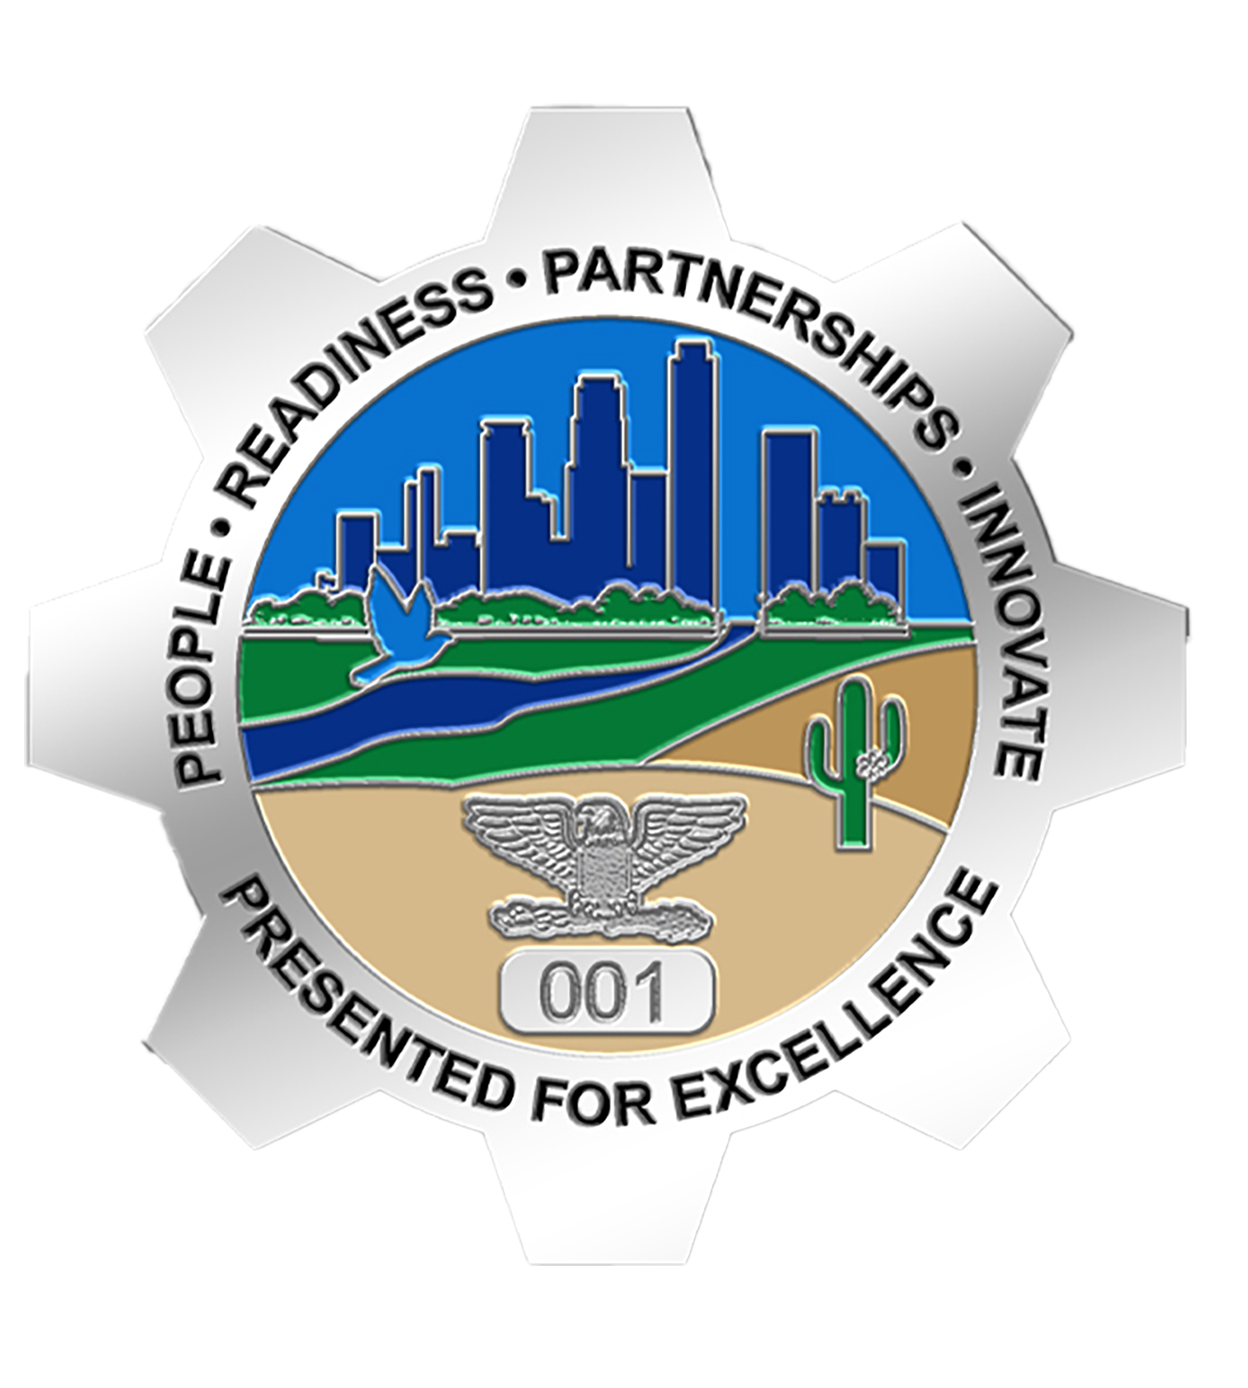 PEOPLE • READINESS • PARTNERSHIPS • INNOVATE
001
PRESENTED FOR EXCELLENCE